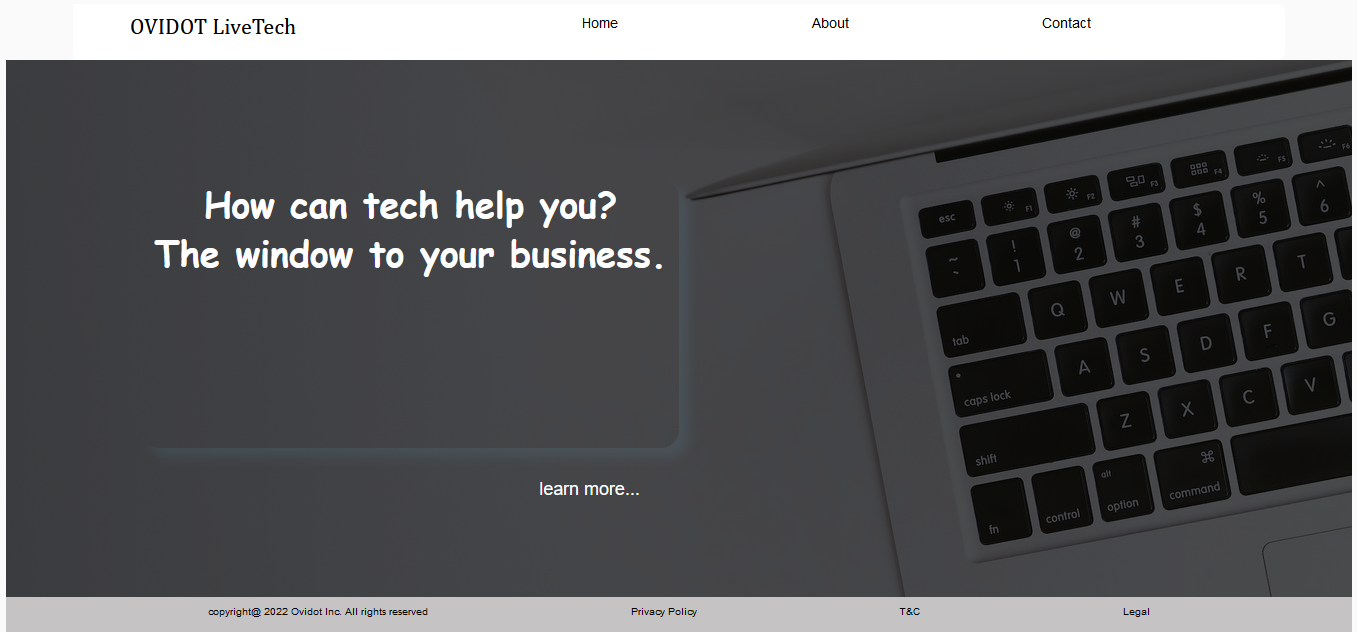 OVIDOT LiveTech
Home
About
Contact
How can tech help you?
The window to your business.
learn more...
esc
F1
F2
F3
F4
F5
F6
~
`
!
1
@
2
#
3
$
4
%
5
^
6
tab
Q
W
E
R
T
caps lock
A
S
D
F
G
shift
Z
X
C
V
fn
control
alt
option
⌘
command
copyright@ 2022 Ovidot Inc. All rights reserved
Privacy Policy
T&C
Legal